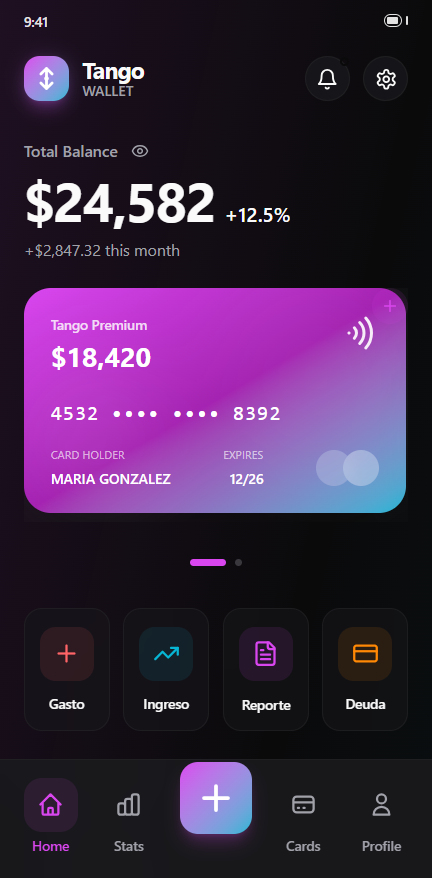 9:41
Tango
WALLET
Total Balance
$24,582 +12.5%
+$2,847.32 this month
Tango Premium
$18,420
4532 •••• •••• 8392
CARD HOLDER EXPIRES
MARIA GONZALEZ 12/26
Gasto Ingreso Reporte Deuda
Home Stats Cards Profile